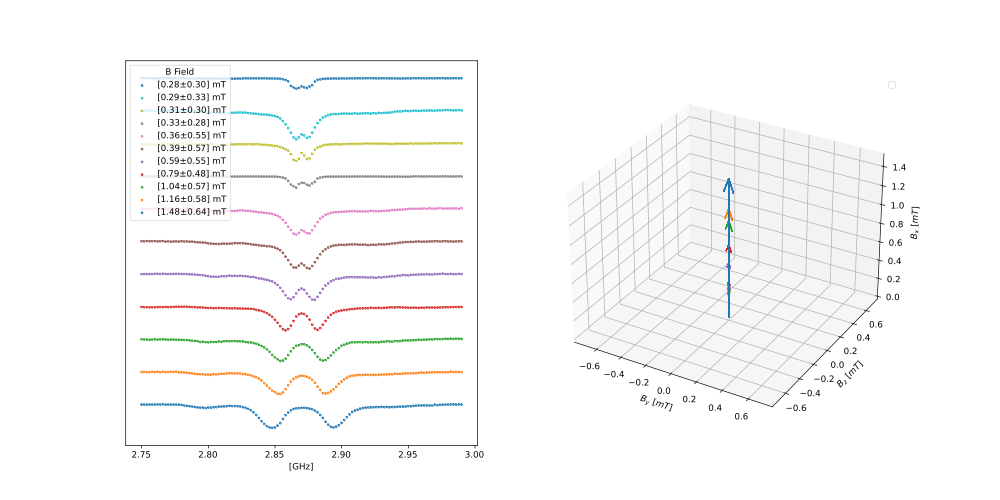 B Field
[0.28±0.30] mT
[0.29±0.33] mT
[0.31±0.30] mT
[0.33±0.28] mT
[0.36±0.55] mT
[0.39±0.57] mT
[0.59±0.55] mT
[0.79±0.48] mT
[1.04±0.57] mT
[1.16±0.58] mT
[1.48±0.64] mT
2.75 2.80 2.85 2.90 2.95 3.00
[GHz]
1.4
1.2
1.0
0.8
0.6
0.4
0.2
0.0
Bx [mT]
−0.6 −0.4 −0.2 0.0 0.2 0.4 0.6
By [mT]
−0.6 −0.4 −0.2 0.0 0.2 0.4 0.6
Bz [mT]